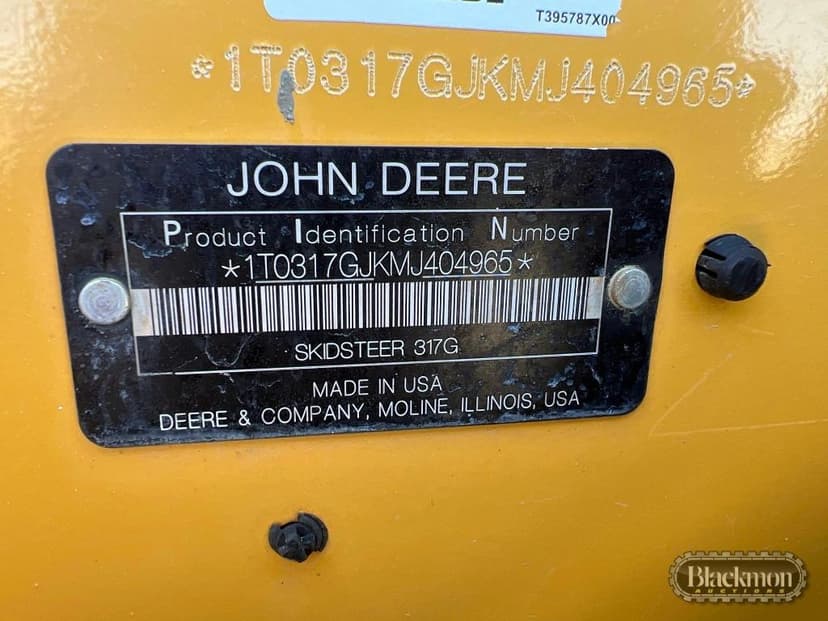 T395787X00
*1T0317GJKMJ404965*
JOHN DEERE
Product Identification Number
*1T0317GJKMJ404965*
SKIDSTEER 317G
MADE IN USA
DEERE & COMPANY, MOLINE, ILLINOIS, USA
Blackmon
AUCTIONS